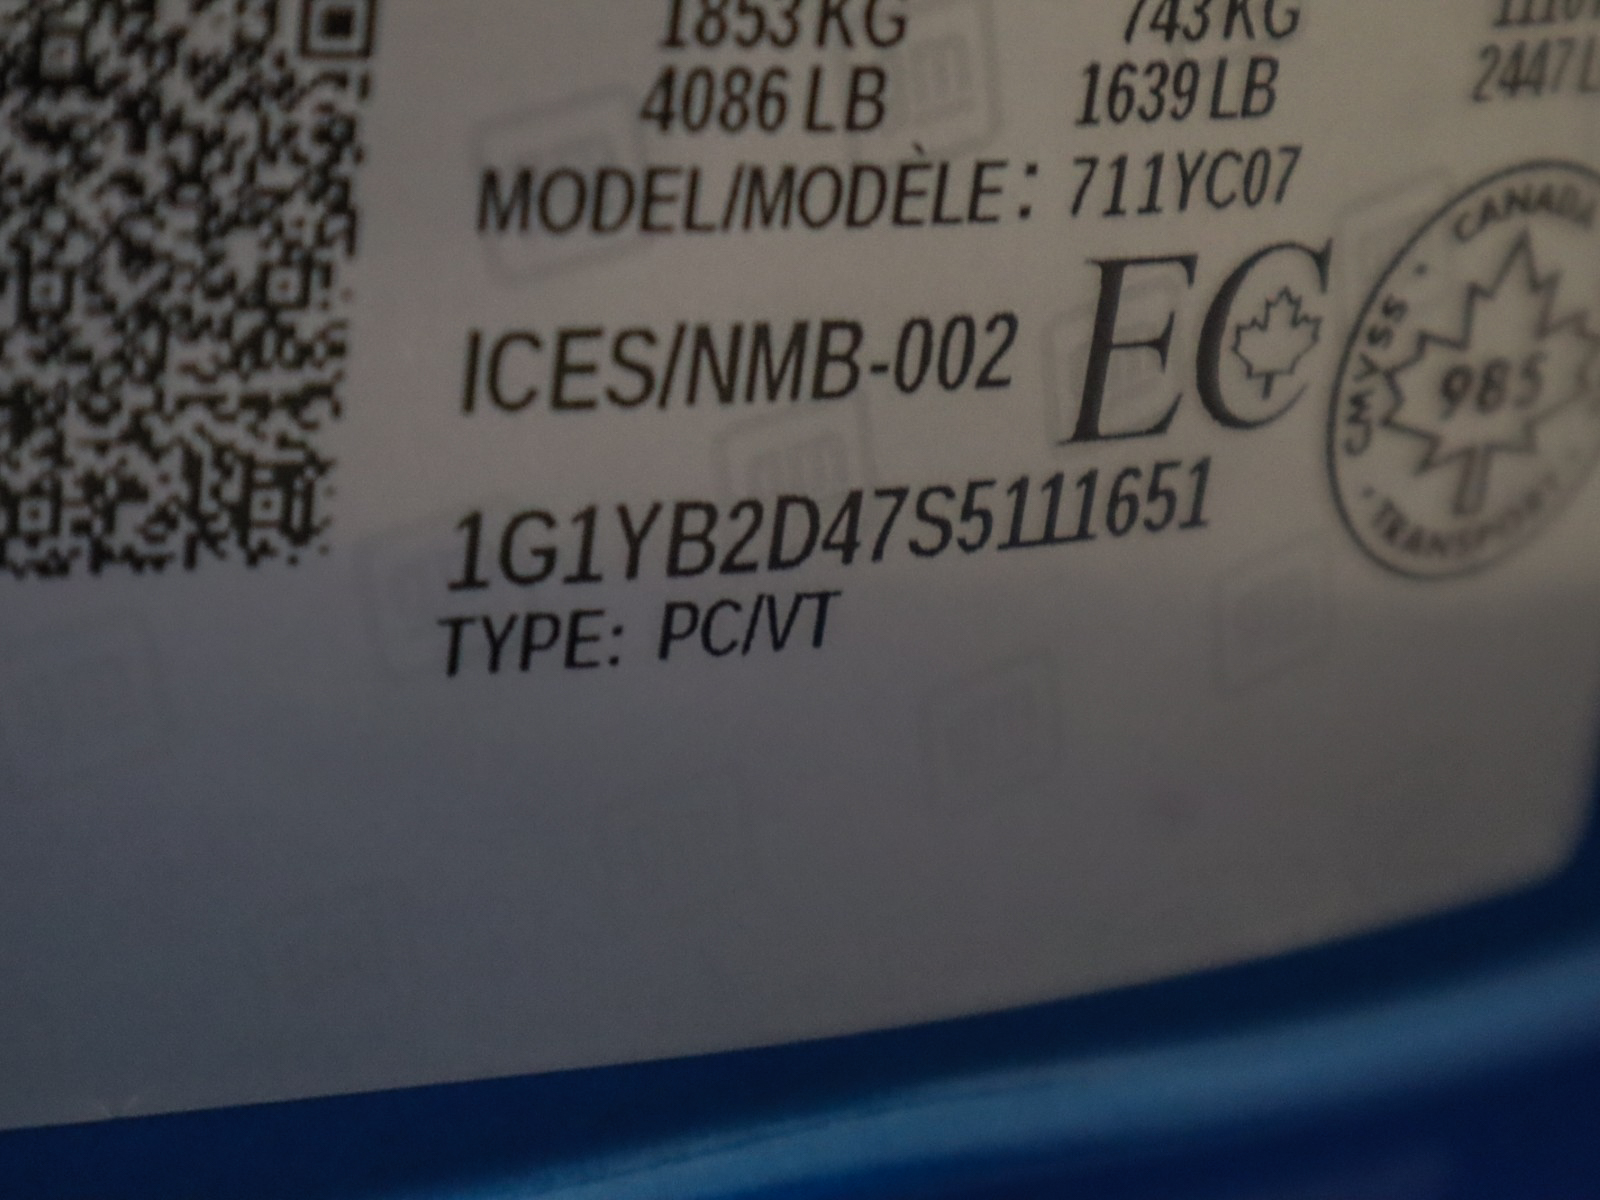 1853 KG 743 KG
4086 LB 1639 LB 2447 L
MODEL/MODÈLE: 711YC07
ICES/NMB-002 EC
CANADA
CMVSS
985
TRANSPORT
1G1YB2D47S5111651
TYPE: PC/VT